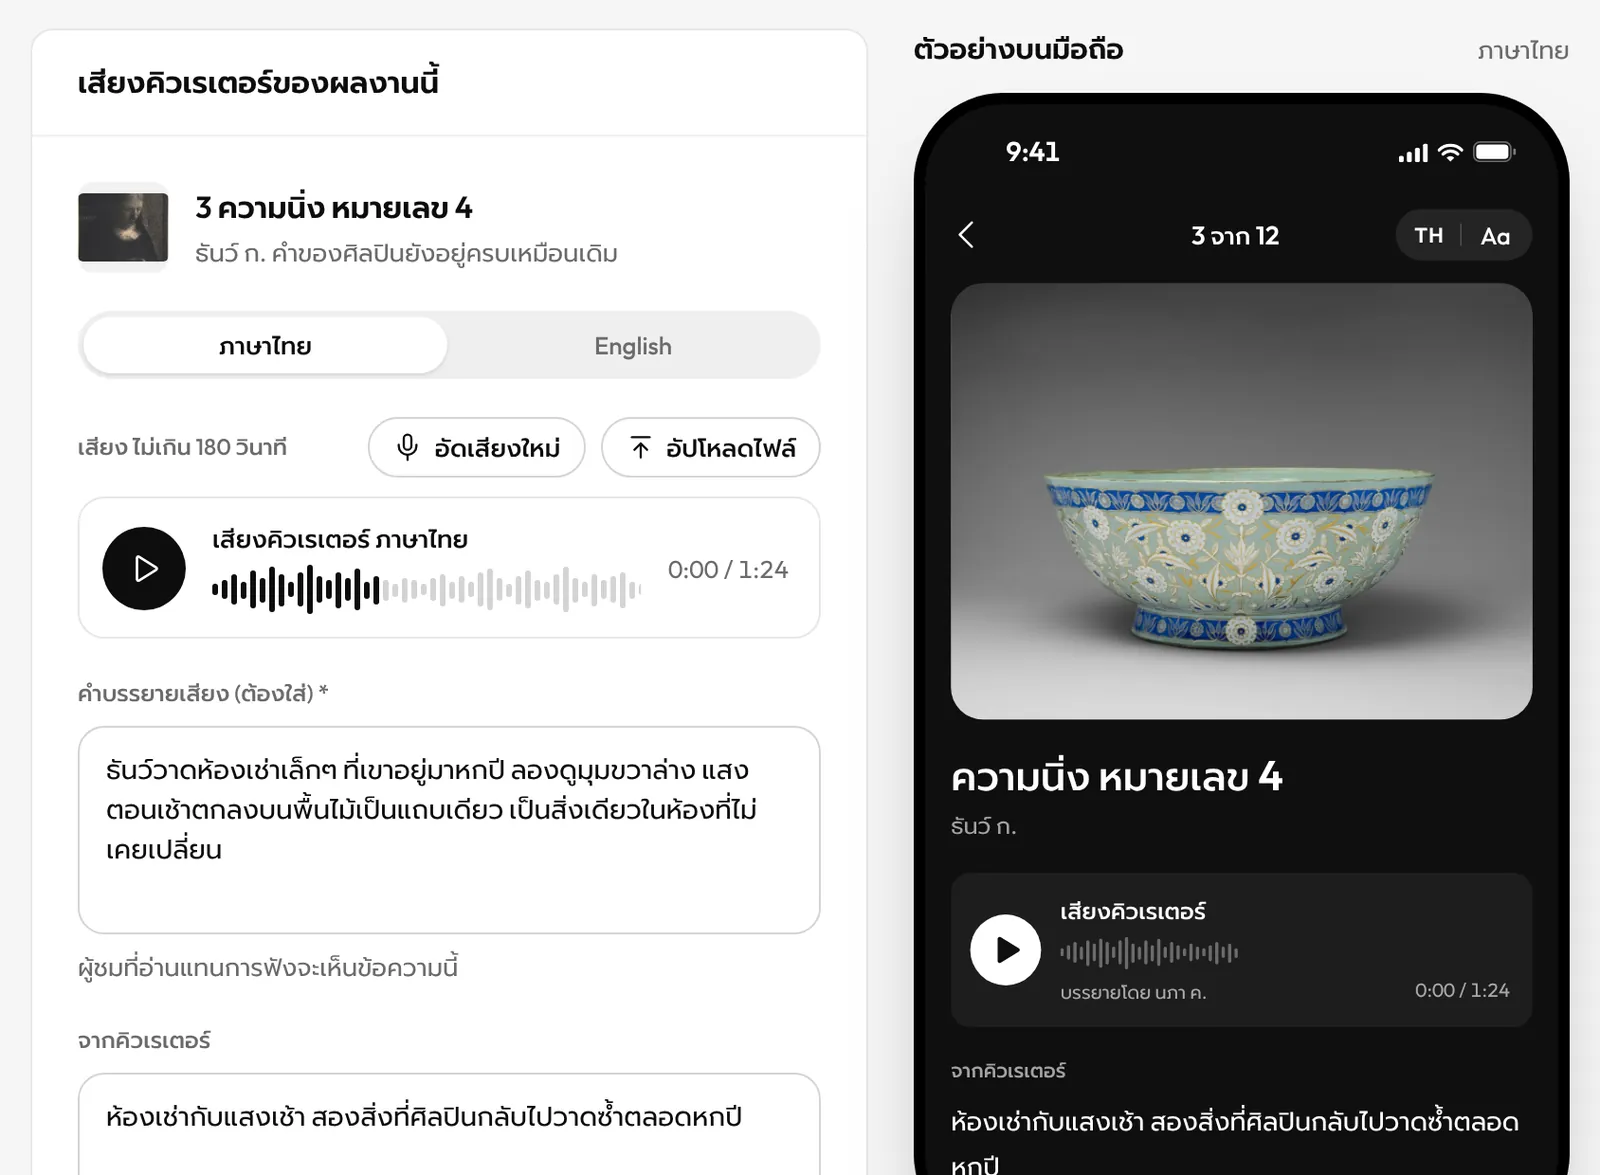 เสียงคิวเรเตอร์ของผลงานนี้
3 ความนิ่ง หมายเลข 4
ธันว์ ก. คำของศิลปินยังอยู่ครบเหมือนเดิม
ภาษาไทย
English
เสียง ไม่เกิน 180 วินาที
อัดเสียงใหม่
อัปโหลดไฟล์
เสียงคิวเรเตอร์ ภาษาไทย
0:00 / 1:24
คำบรรยายเสียง (ต้องใส่) *
ธันว์วาดห้องเช่าเล็กๆ ที่เขาอยู่มาหกปี ลองดูมุมขวาล่าง แสง
ตอนเช้าตกลงบนพื้นไม้เป็นแถบเดียว เป็นสิ่งเดียวในห้องที่ไม่
เคยเปลี่ยน
ผู้ชมที่อ่านแทนการฟังจะเห็นข้อความนี้
จากคิวเรเตอร์
ห้องเช่ากับแสงเช้า สองสิ่งที่ศิลปินกลับไปวาดซ้ำตลอดหกปี
ตัวอย่างบนมือถือ
ภาษาไทย
9:41
3 จาก 12
TH
Aa
ความนิ่ง หมายเลข 4
ธันว์ ก.
เสียงคิวเรเตอร์
บรรยายโดย นภา ค.
0:00 / 1:24
จากคิวเรเตอร์
ห้องเช่ากับแสงเช้า สองสิ่งที่ศิลปินกลับไปวาดซ้ำตลอด
หกปี